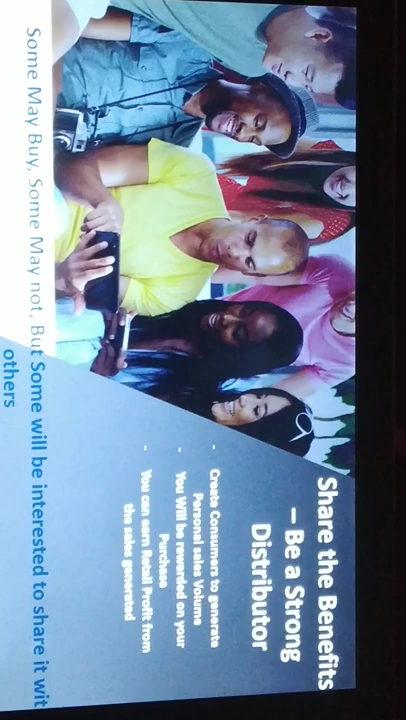 Share the Benefits
– Be a Strong
Distributor
- Create Consumers to generate
Personal sales Volume
- You Will be rewarded on your
Purchase
- You can earn Retail Profit from
the sales generated
Some May Buy, Some May not, But Some will be interested to share it wit
others